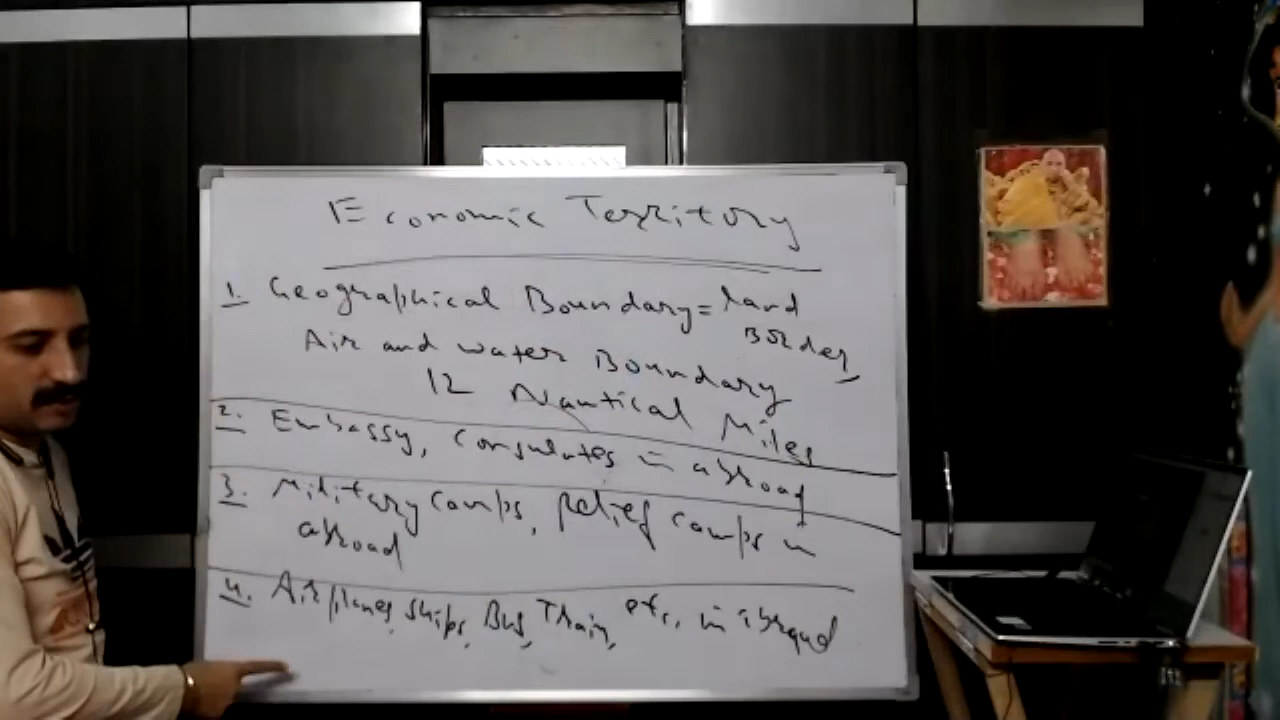 Economic Territory
1. Geographical Boundary = land
Border,
Air and water Boundary
12 Nautical Miles
2. Embassy, Consulates in abroad
3. Military camps, relief camps in
abroad
4. Airplanes, ships, Bus, Train, etc, in abroad